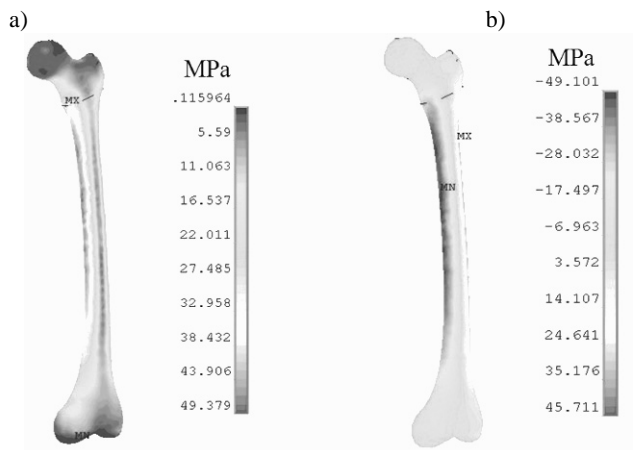 a)
MPa
.115964
5.59
11.063
16.537
22.011
27.485
32.958
38.432
43.906
49.379
MX
MN
b)
MPa
-49.101
-38.567
-28.032
-17.497
-6.963
3.572
14.107
24.641
35.176
45.711
MX
MN